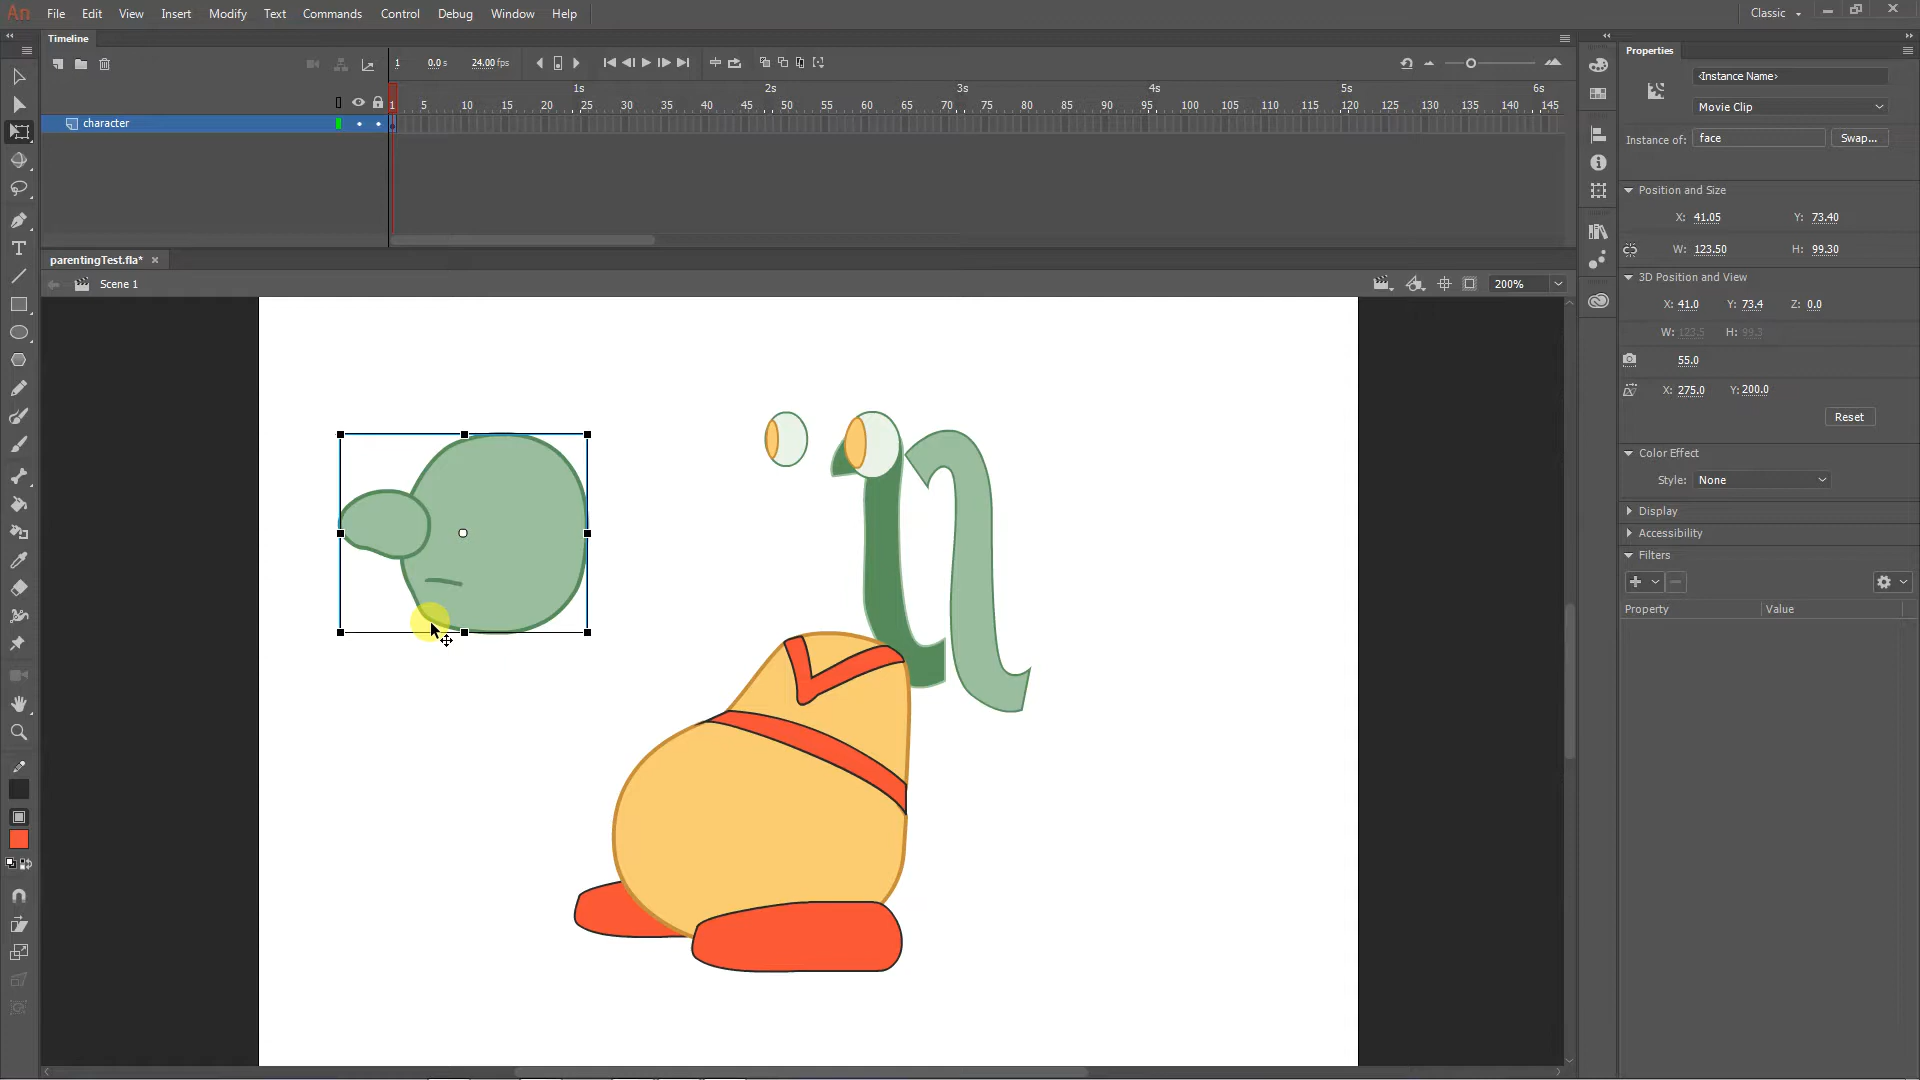 An File Edit View Insert Modify Text Commands Control Debug Window Help Classic
Timeline
1 0.0 s 24.00 fps
1s 2s 3s 4s 5s 6s
1 5 10 15 20 25 30 35 40 45 50 55 60 65 70 75 80 85 90 95 100 105 110 115 120 125 130 135 140 145
character
parentingTest.fla* ×
Scene 1 200%
Properties
<Instance Name>
Movie Clip
Instance of: face Swap...
Position and Size
X: 41.05 Y: 73.40
W: 123.50 H: 99.30
3D Position and View
X: 41.0 Y: 73.4 Z: 0.0
W: 123.5 H: 99.3
55.0
X: 275.0 Y: 200.0
Reset
Color Effect
Style: None
Display
Accessibility
Filters
Property Value